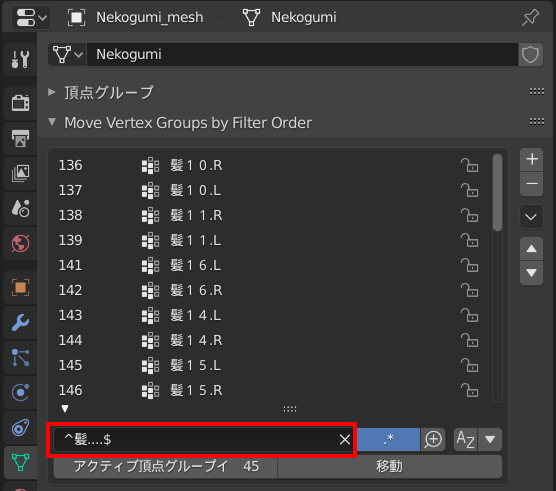 Nekogumi_mesh Nekogumi
Nekogumi
頂点グループ
Move Vertex Groups by Filter Order
136 髪１０.R
137 髪１０.L
138 髪１１.R
139 髪１１.L
141 髪１６.L
142 髪１６.R
143 髪１４.L
144 髪１４.R
145 髪１５.L
146 髪１５.R
^髪....$ .* AZ
アクティブ頂点グループイ 45 移動